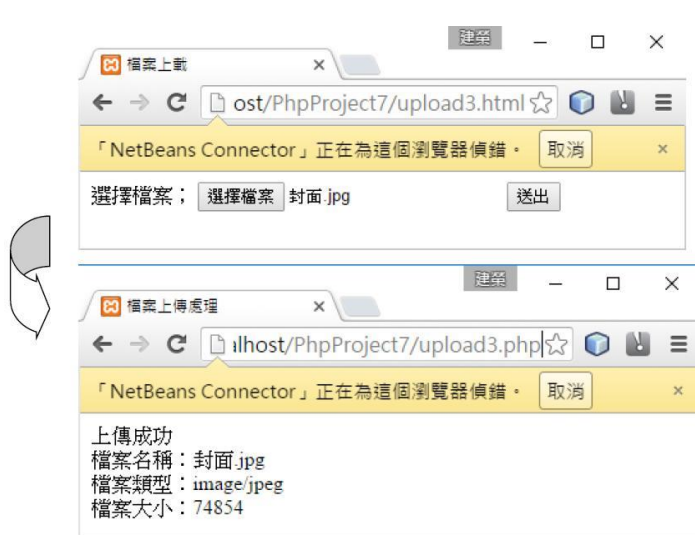 建榮
檔案上載
ost/PhpProject7/upload3.html
「NetBeans Connector」正在為這個瀏覽器偵錯。 取消
選擇檔案； 選擇檔案 封面.jpg 送出
建榮
檔案上傳處理
lhost/PhpProject7/upload3.php
「NetBeans Connector」正在為這個瀏覽器偵錯。 取消
上傳成功
檔案名稱：封面.jpg
檔案類型：image/jpeg
檔案大小：74854